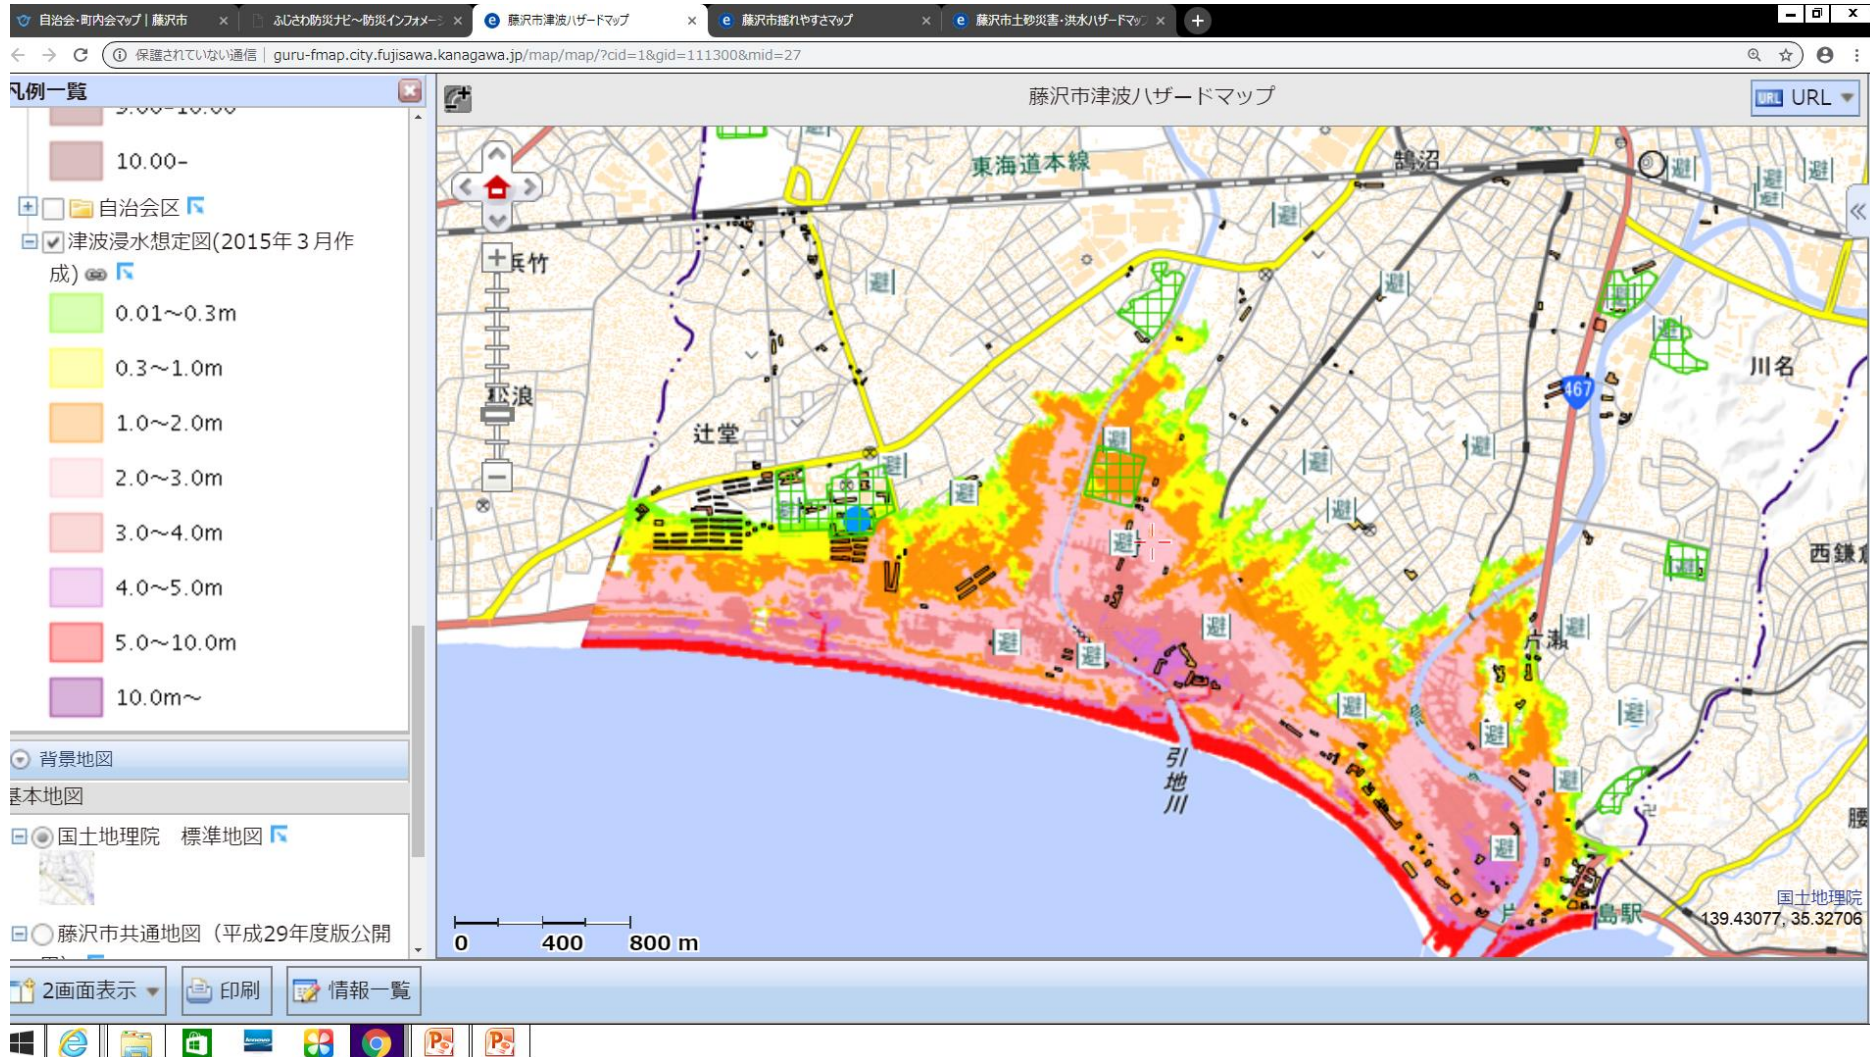 自治会・町内会マップ | 藤沢市
ふじさわ防災ナビ～防災インフォメー
藤沢市津波ハザードマップ
藤沢市揺れやすさマップ
藤沢市土砂災害・洪水ハザードマッ
保護されていない通信 | guru-fmap.city.fujisawa.kanagawa.jp/map/map/?cid=1&gid=111300&mid=27
凡例一覧
藤沢市津波ハザードマップ
URL URL
9.00-10.00
10.00-
自治会区
津波浸水想定図(2015年3月作
成)
0.01～0.3m
0.3～1.0m
1.0～2.0m
2.0～3.0m
3.0～4.0m
4.0～5.0m
5.0～10.0m
10.0m～
背景地図
基本地図
国土地理院 標準地図
藤沢市共通地図（平成29年度版公開
東海道本線
鵠沼
浜竹
松浪
辻堂
川名
467
西鎌
片瀬
引地川
腰
島駅
避
国土地理院
139.43077, 35.32706
0 400 800 m
2画面表示
印刷
情報一覧